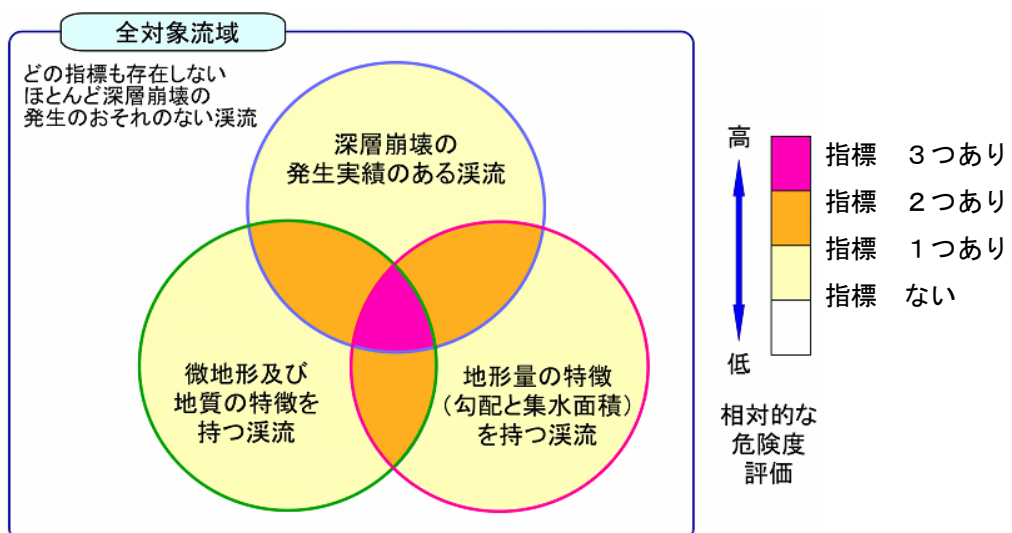 全対象流域
どの指標も存在しない
ほとんど深層崩壊の
発生のおそれのない渓流
深層崩壊の
発生実績のある渓流
微地形及び
地質の特徴を
持つ渓流
地形量の特徴
（勾配と集水面積）
を持つ渓流
高
指標　３つあり
指標　２つあり
指標　１つあり
指標　ない
低
相対的な
危険度
評価